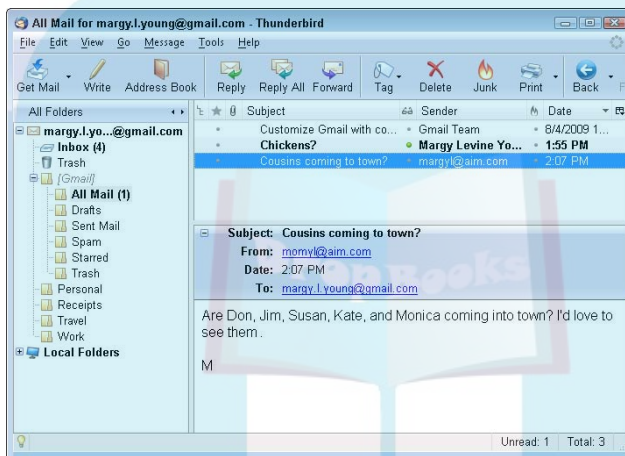 All Mail for margy.l.young@gmail.com - Thunderbird
File Edit View Go Message Tools Help
Get Mail Write Address Book Reply Reply All Forward Tag Delete Junk Print Back
All Folders
Subject Sender Date
margy.l.yo...@gmail.com
Inbox (4)
Trash
[Gmail]
All Mail (1)
Drafts
Sent Mail
Spam
Starred
Trash
Personal
Receipts
Travel
Work
Local Folders
Customize Gmail with co... Gmail Team 8/4/2009 1...
Chickens? Margy Levine Yo... 1:55 PM
Cousins coming to town? margyl@aim.com 2:07 PM
Subject: Cousins coming to town?
From: momyl@aim.com
Date: 2:07 PM
To: margy.l.young@gmail.com
Are Don, Jim, Susan, Kate, and Monica coming into town? I'd love to
see them.
M
Unread: 1 Total: 3